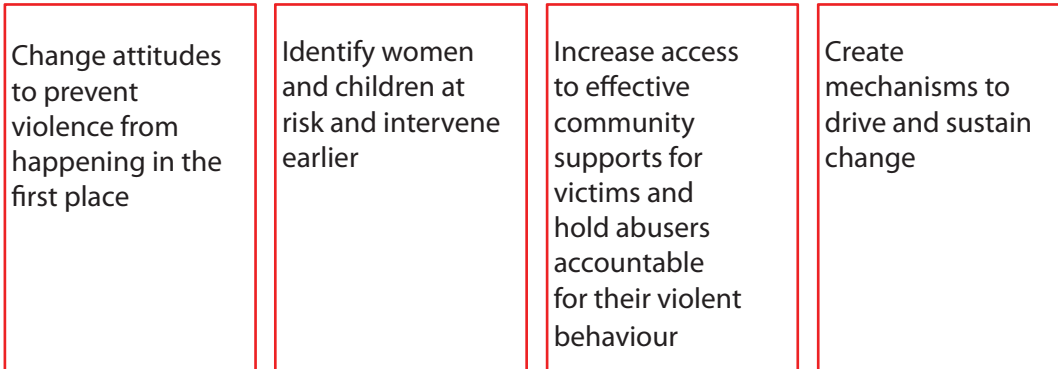 Change attitudes
to prevent
violence from
happening in the
first place
Identify women
and children at
risk and intervene
earlier
Increase access
to effective
community
supports for
victims and
hold abusers
accountable
for their violent
behaviour
Create
mechanisms to
drive and sustain
change